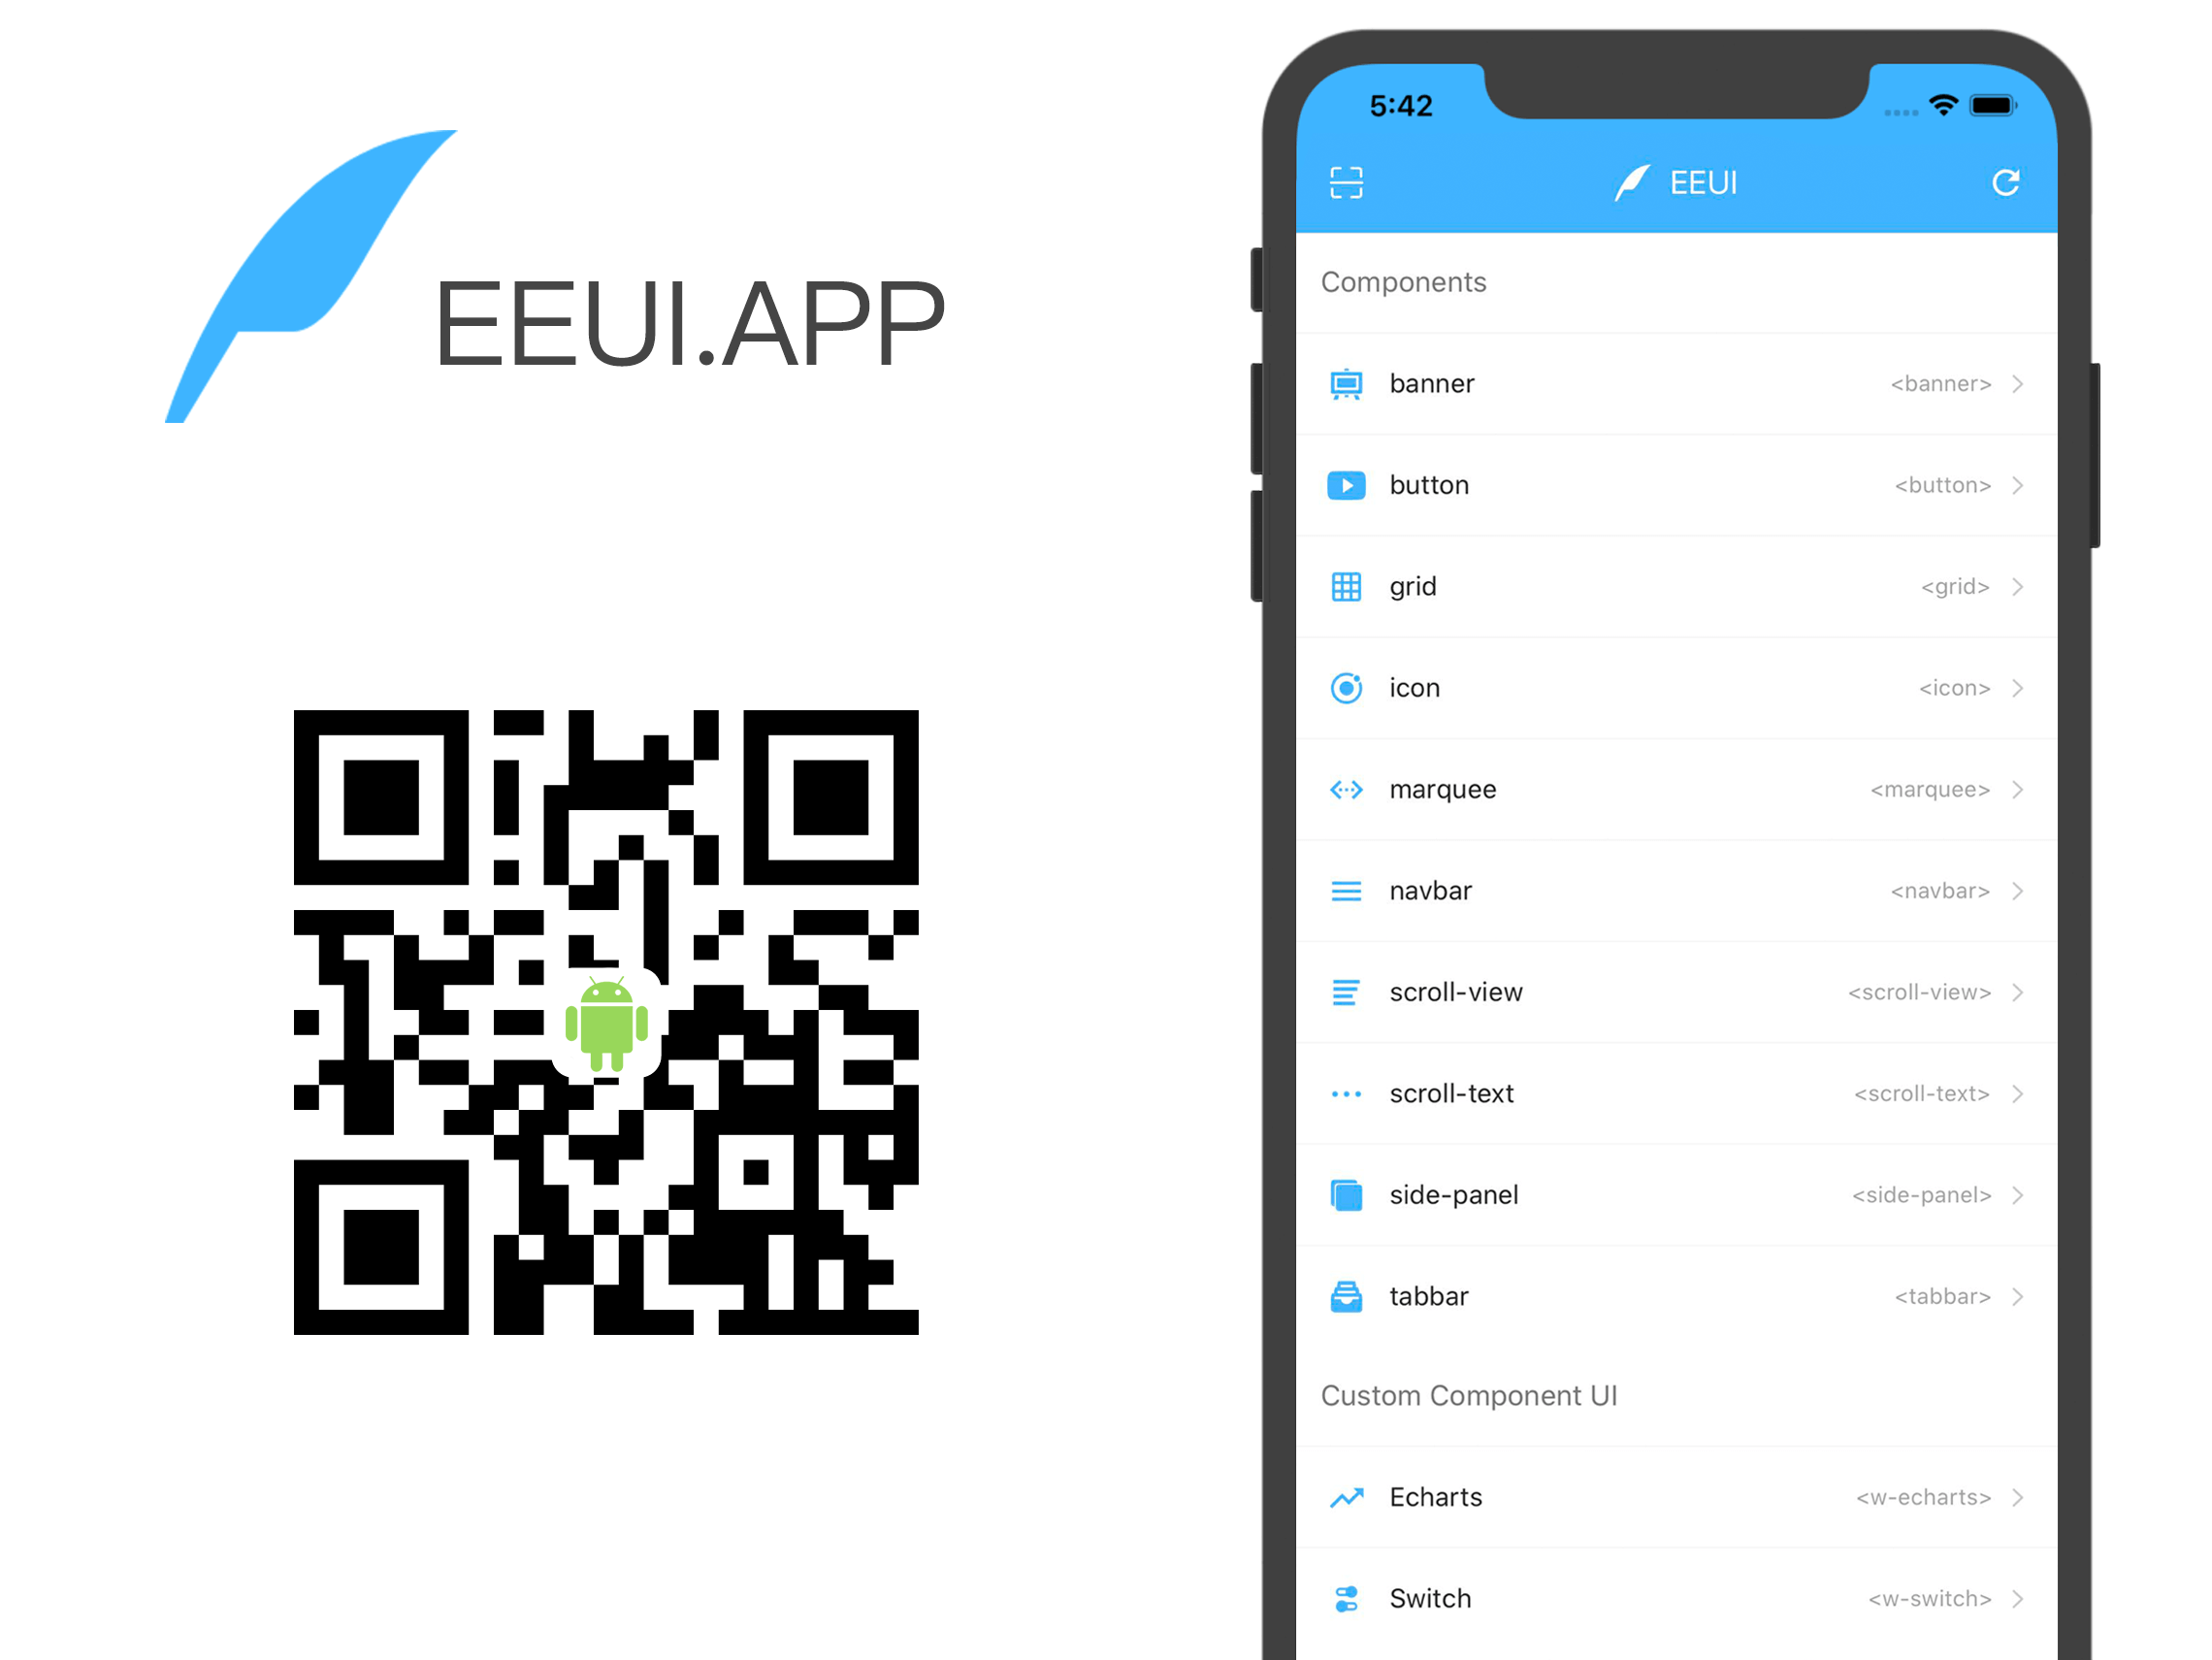 EEUI.APP
5:42
EEUI
Components
banner <banner>
button <button>
grid <grid>
icon <icon>
marquee <marquee>
navbar <navbar>
scroll-view <scroll-view>
scroll-text <scroll-text>
side-panel <side-panel>
tabbar <tabbar>
Custom Component UI
Echarts <w-echarts>
Switch <w-switch>